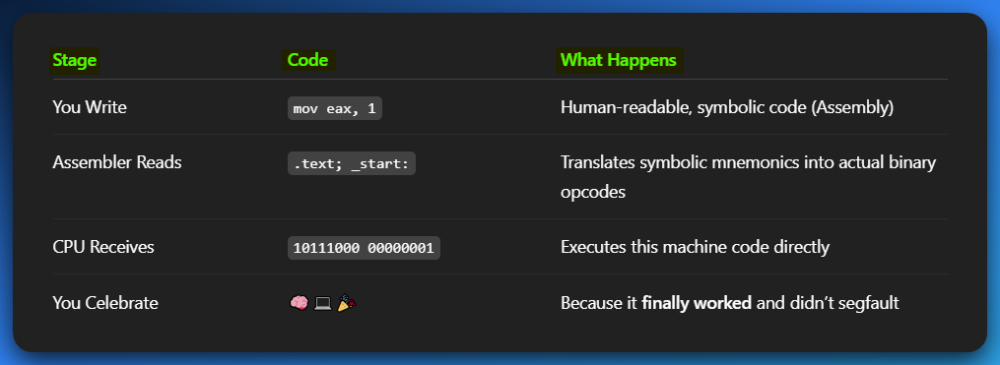 Stage Code What Happens
You Write mov eax, 1 Human-readable, symbolic code (Assembly)
Assembler Reads .text; _start: Translates symbolic mnemonics into actual binary
opcodes
CPU Receives 10111000 00000001 Executes this machine code directly
You Celebrate 🧠 💻 🎉 Because it finally worked and didn’t segfault